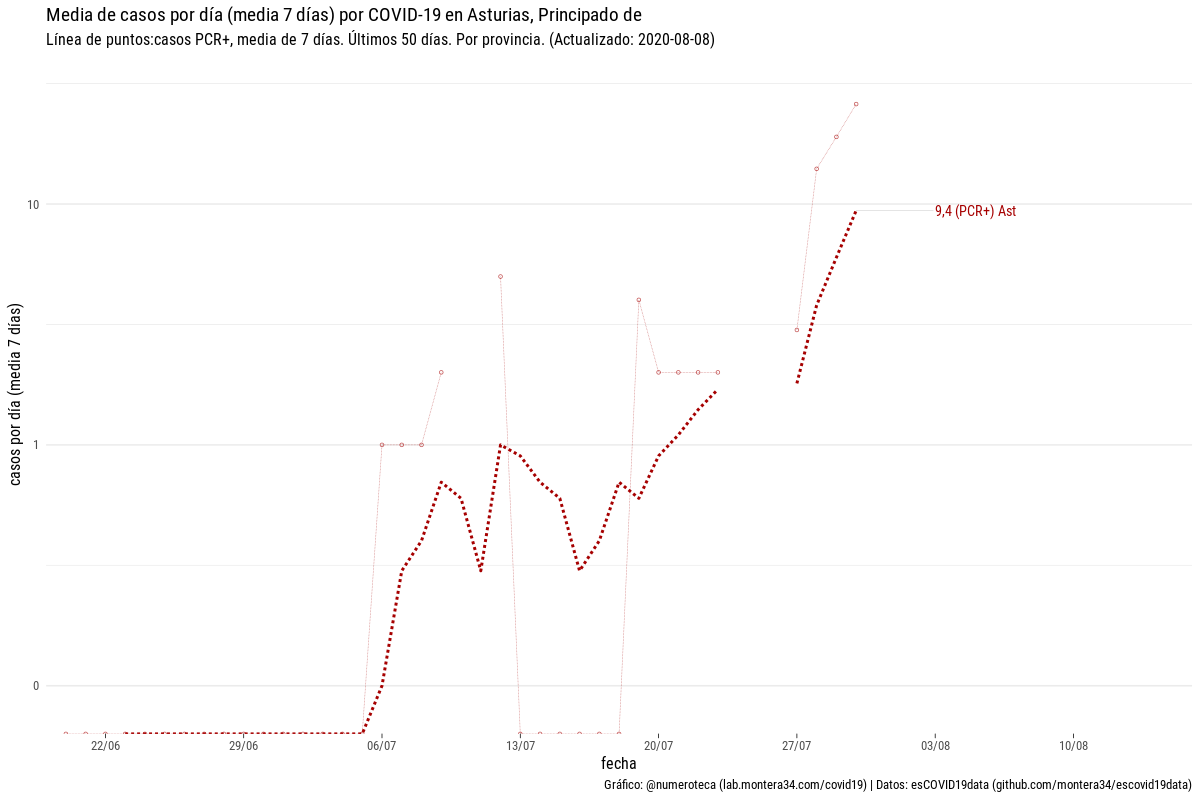 Media de casos por día (media 7 días) por COVID-19 en Asturias, Principado de
Línea de puntos:casos PCR+, media de 7 días. Últimos 50 días. Por provincia. (Actualizado: 2020-08-08)
casos por día (media 7 días)
10
1
0
9,4 (PCR+) Ast
22/06
29/06
06/07
13/07
20/07
27/07
03/08
10/08
fecha
Gráfico: @numeroteca (lab.montera34.com/covid19) | Datos: esCOVID19data (github.com/montera34/escovid19data)